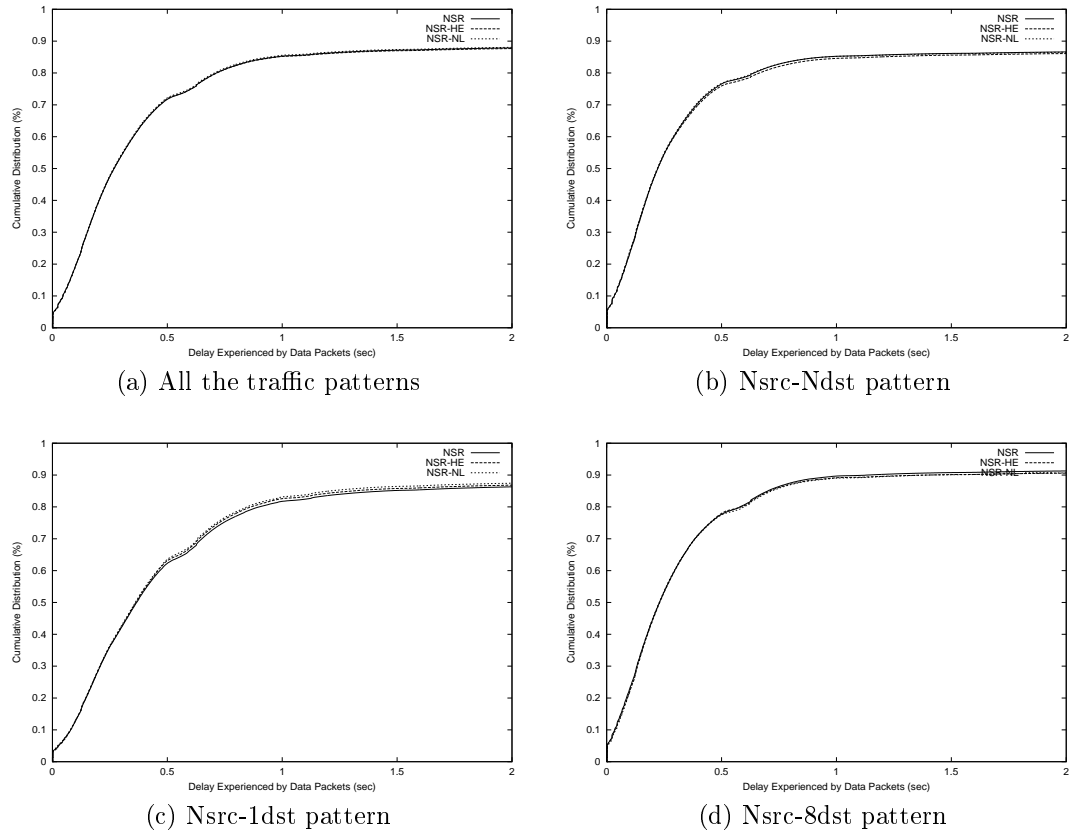 NSR
NSR-HE
NSR-NL
Cumulative Distribution (%)
1
0.9
0.8
0.7
0.6
0.5
0.4
0.3
0.2
0.1
0
0
0.5
1
1.5
2
Delay Experienced by Data Packets (sec)
(a) All the traffic patterns
NSR
NSR-HE
NSR-NL
Cumulative Distribution (%)
1
0.9
0.8
0.7
0.6
0.5
0.4
0.3
0.2
0.1
0
0
0.5
1
1.5
2
Delay Experienced by Data Packets (sec)
(b) Nsrc-Ndst pattern
NSR
NSR-HE
NSR-NL
Cumulative Distribution (%)
1
0.9
0.8
0.7
0.6
0.5
0.4
0.3
0.2
0.1
0
0
0.5
1
1.5
2
Delay Experienced by Data Packets (sec)
(c) Nsrc-1dst pattern
NSR
NSR-HE
NSR-NL
Cumulative Distribution (%)
1
0.9
0.8
0.7
0.6
0.5
0.4
0.3
0.2
0.1
0
0
0.5
1
1.5
2
Delay Experienced by Data Packets (sec)
(d) Nsrc-8dst pattern